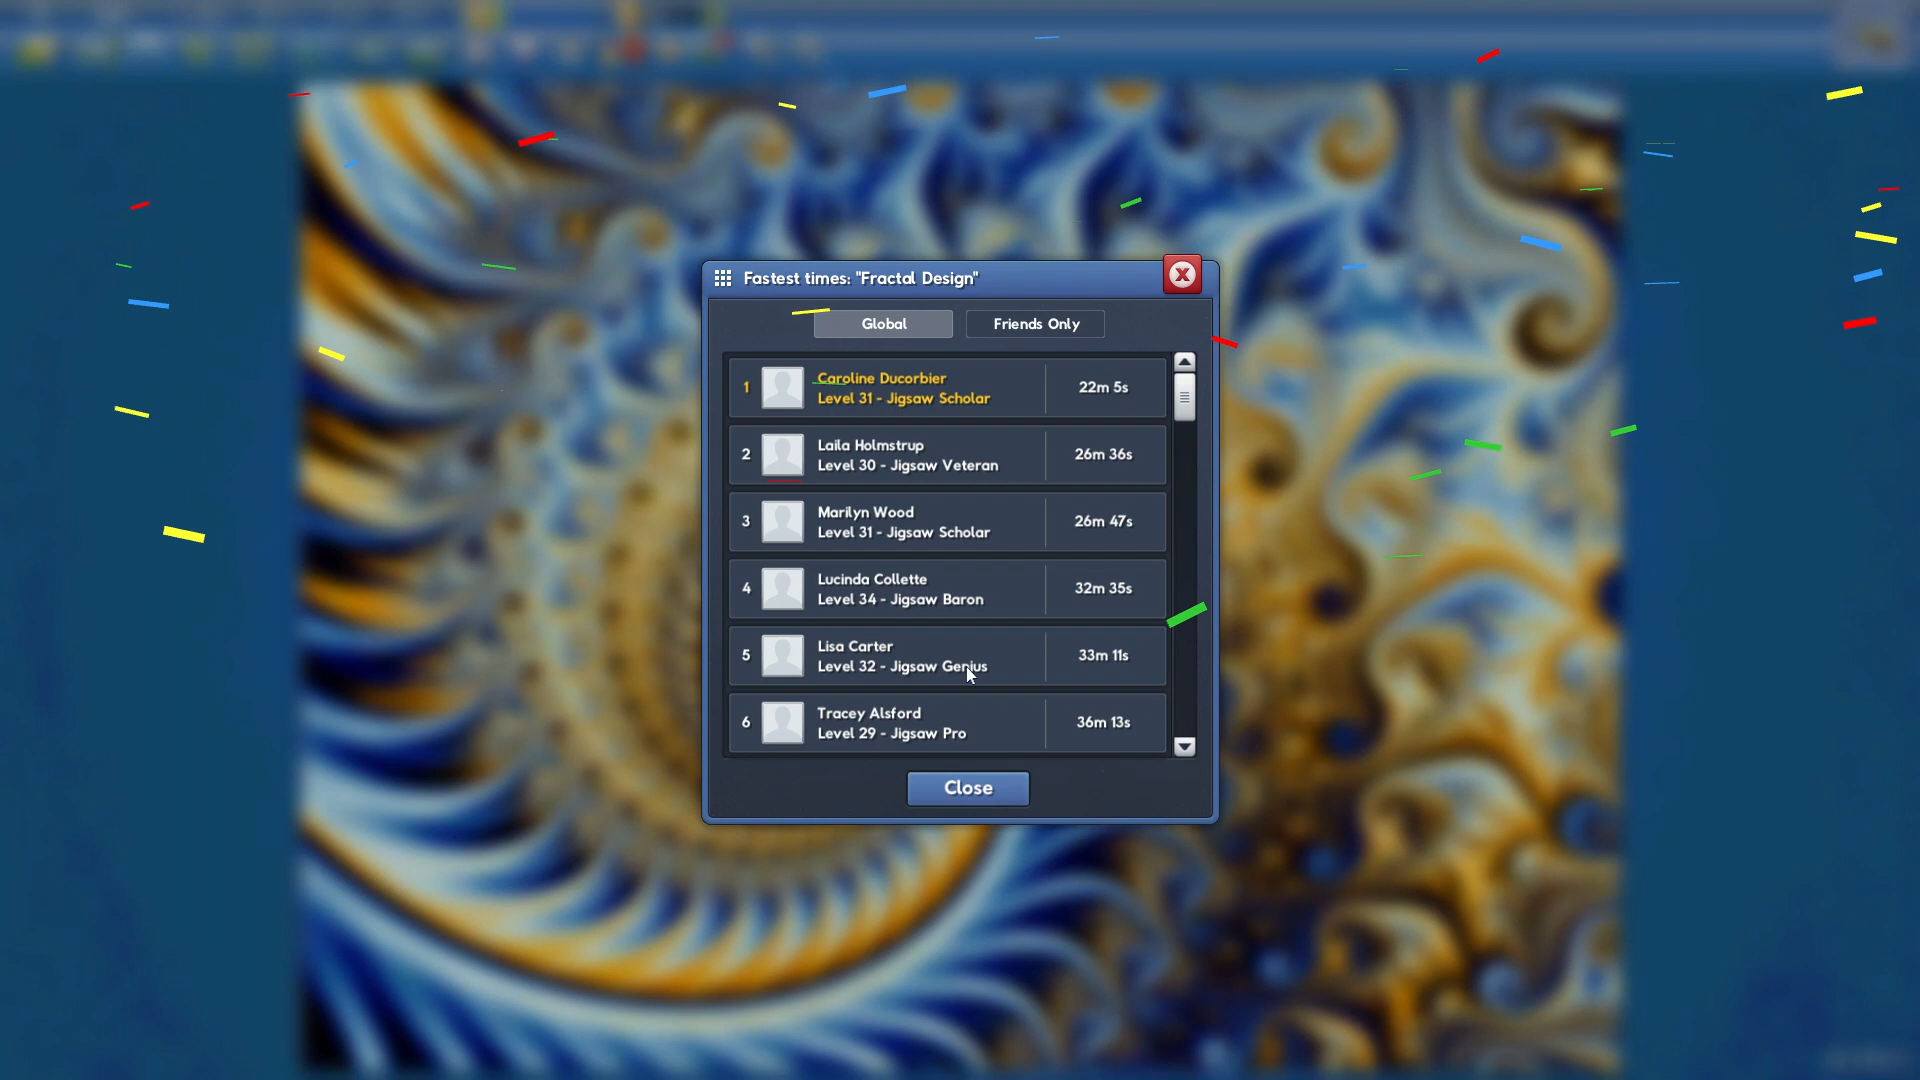 Fastest times: "Fractal Design"
Global
Friends Only
1
Caroline Ducorbier
Level 31 - Jigsaw Scholar
22m 5s
2
Laila Holmstrup
Level 30 - Jigsaw Veteran
26m 36s
3
Marilyn Wood
Level 31 - Jigsaw Scholar
26m 47s
4
Lucinda Collette
Level 34 - Jigsaw Baron
32m 35s
5
Lisa Carter
Level 32 - Jigsaw Genius
33m 11s
6
Tracey Alsford
Level 29 - Jigsaw Pro
36m 13s
Close